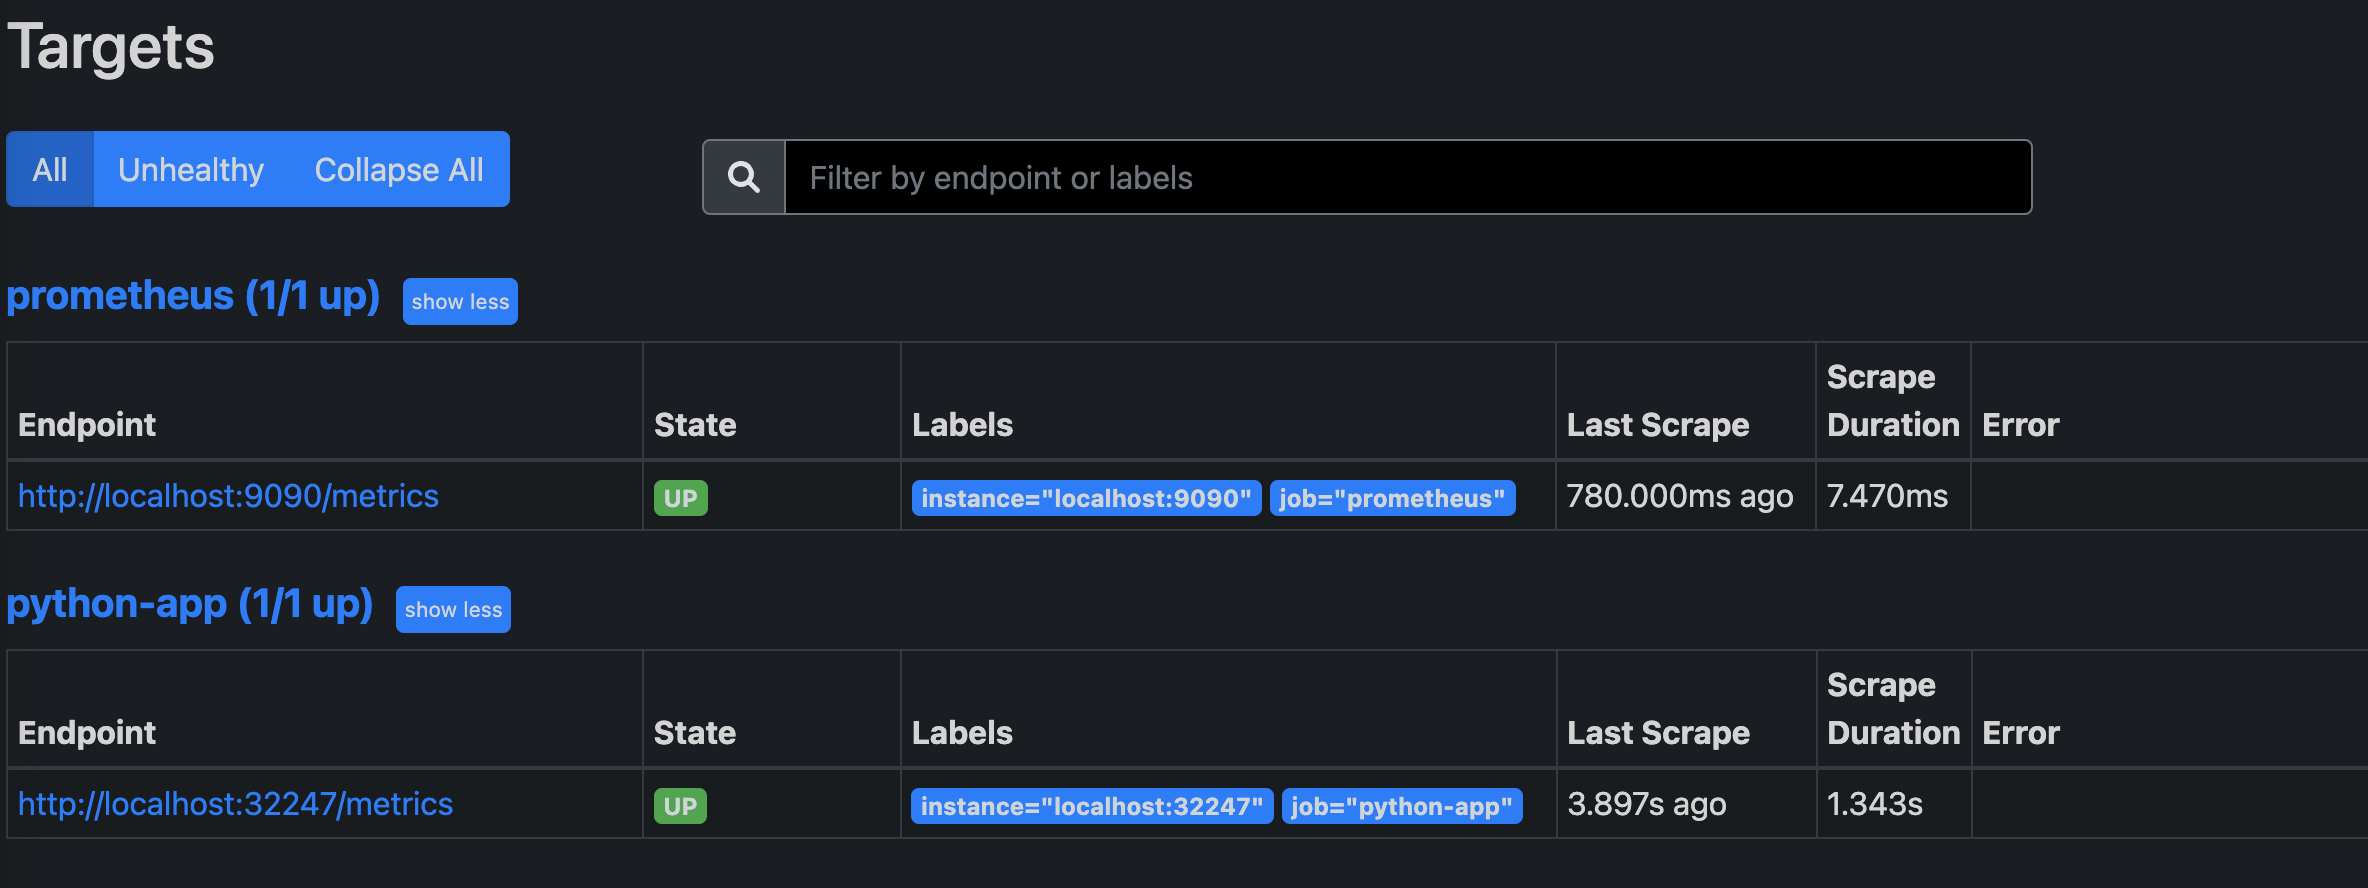 Targets
All Unhealthy Collapse All
Filter by endpoint or labels
prometheus (1/1 up) show less
Endpoint State Labels Last Scrape Scrape Duration Error
http://localhost:9090/metrics UP instance="localhost:9090" job="prometheus" 780.000ms ago 7.470ms
python-app (1/1 up) show less
Endpoint State Labels Last Scrape Scrape Duration Error
http://localhost:32247/metrics UP instance="localhost:32247" job="python-app" 3.897s ago 1.343s